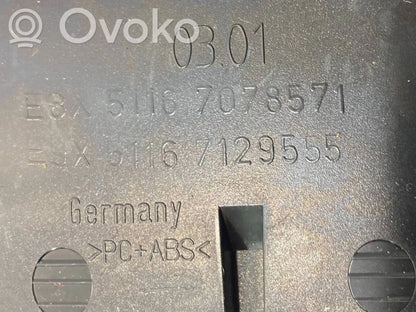 Ovoko
03.01
E8X 5116 7078571
E8X 5116 7129555
Germany
>PC+ABS<